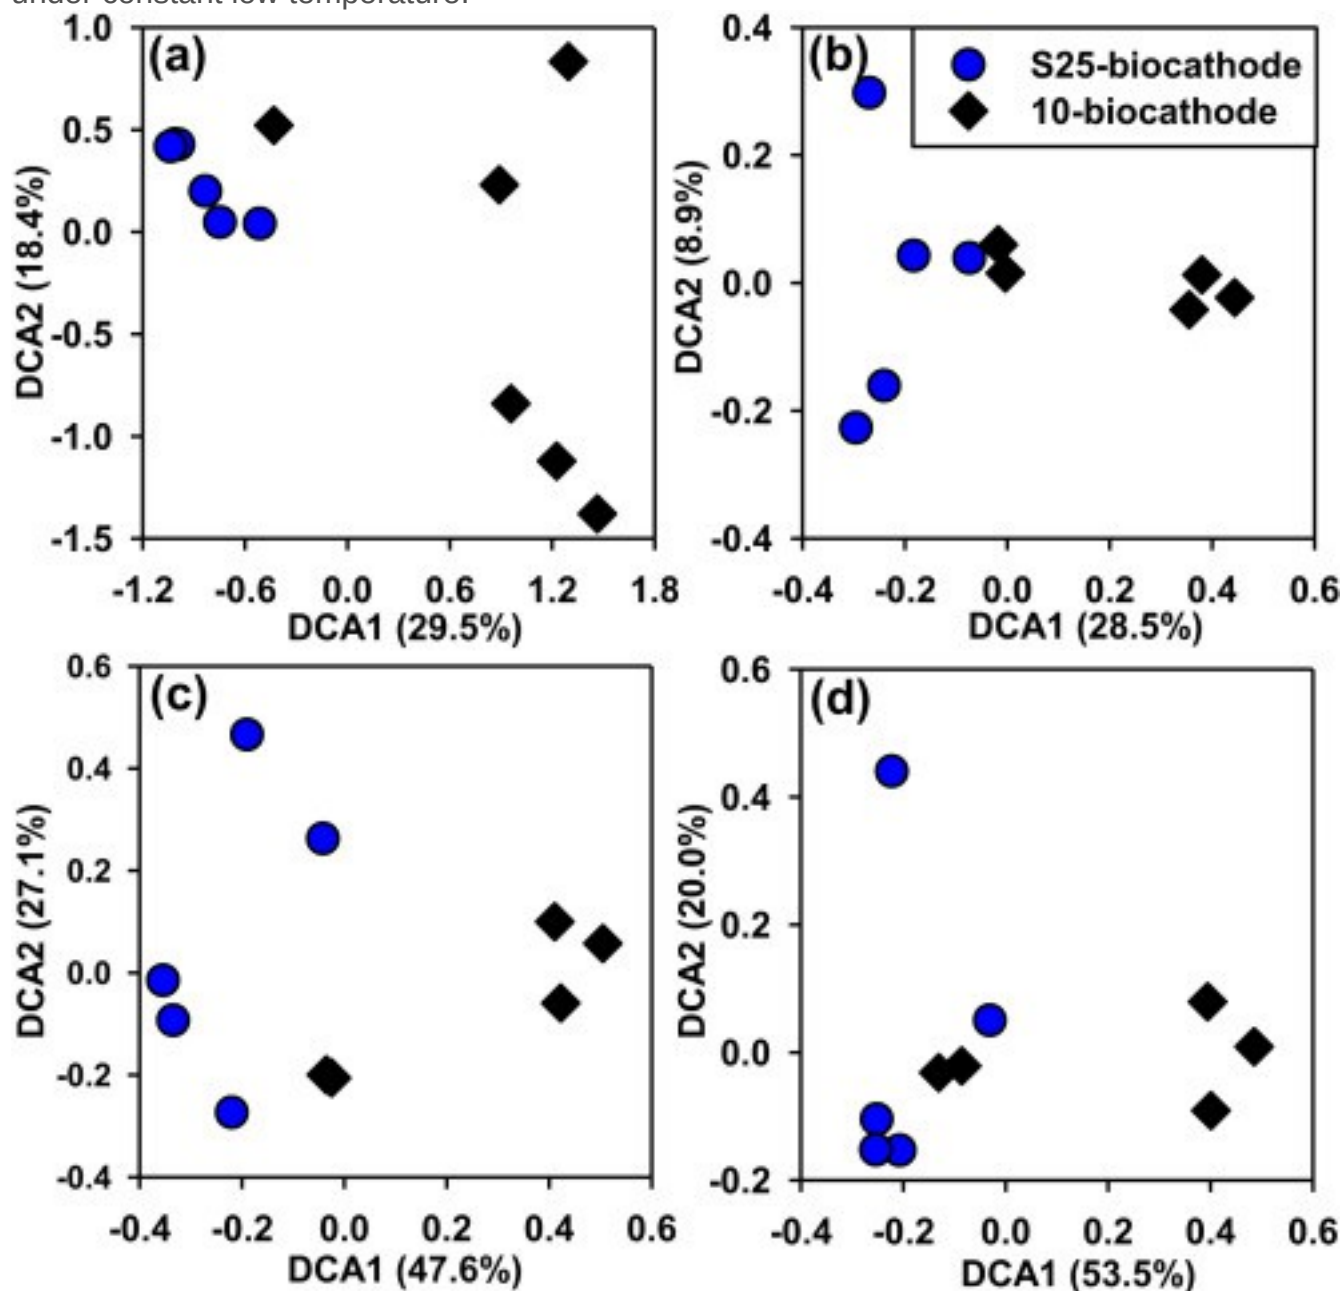 under constant low temperature.
(a)
1.0
0.5
0.0
-0.5
-1.0
-1.5
DCA2 (18.4%)
-1.2 -0.6 0.0 0.6 1.2 1.8
DCA1 (29.5%)
(b)
S25-biocathode
10-biocathode
0.4
0.2
0.0
-0.2
-0.4
DCA2 (8.9%)
-0.4 -0.2 0.0 0.2 0.4 0.6
DCA1 (28.5%)
(c)
0.6
0.4
0.2
0.0
-0.2
-0.4
DCA2 (27.1%)
-0.4 -0.2 0.0 0.2 0.4 0.6
DCA1 (47.6%)
(d)
0.6
0.4
0.2
0.0
-0.2
DCA2 (20.0%)
-0.4 -0.2 0.0 0.2 0.4 0.6
DCA1 (53.5%)